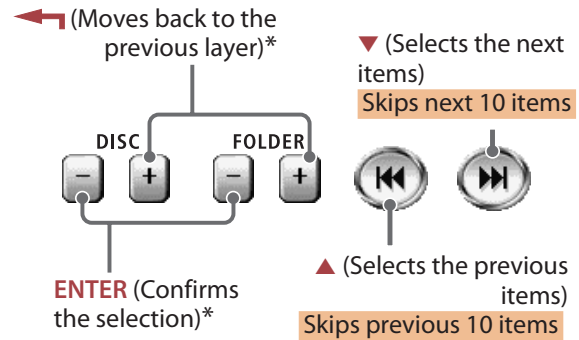 (Moves back to the
previous layer)*
▼ (Selects the next
items)
Skips next 10 items
DISC
FOLDER
− + − +
ENTER (Confirms
the selection)*
▲ (Selects the previous
items)
Skips previous 10 items